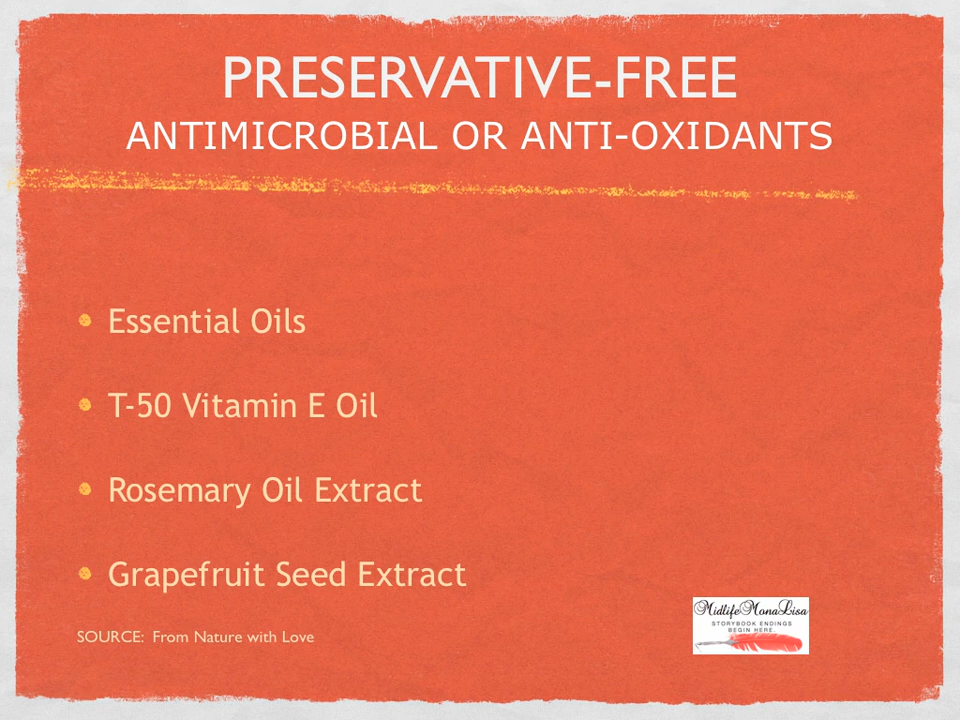 PRESERVATIVE-FREE
ANTIMICROBIAL OR ANTI-OXIDANTS
Essential Oils
T-50 Vitamin E Oil
Rosemary Oil Extract
Grapefruit Seed Extract
SOURCE: From Nature with Love
MidlifeMonaLisa
STORYBOOK ENDINGS
BEGIN HERE.